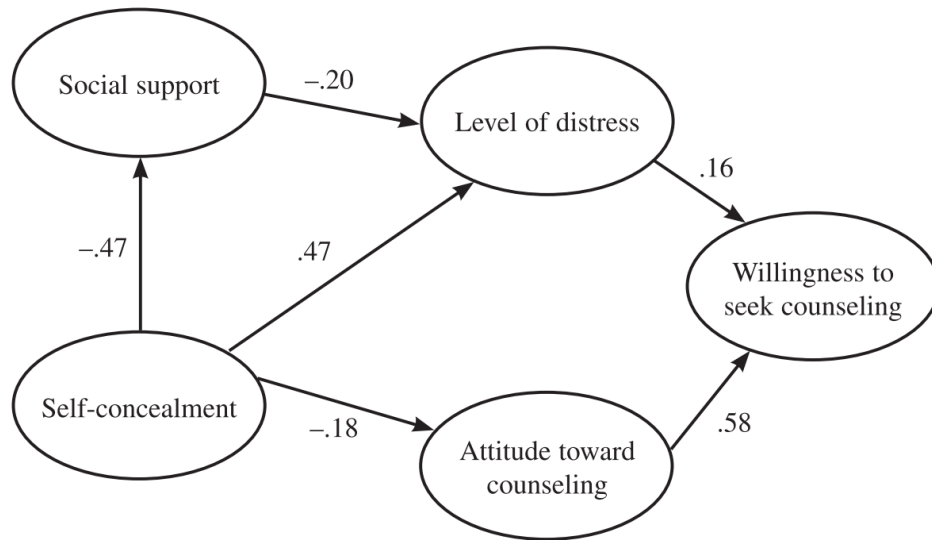 Social support
–.20
Level of distress
.16
–.47
.47
Willingness to
seek counseling
Self-concealment
–.18
Attitude toward
counseling
.58